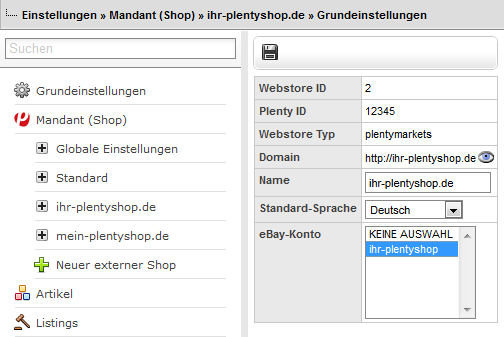 Einstellungen » Mandant (Shop) » ihr-plentyshop.de » Grundeinstellungen
Suchen
Grundeinstellungen
Mandant (Shop)
Globale Einstellungen
Standard
ihr-plentyshop.de
mein-plentyshop.de
Neuer externer Shop
Artikel
Listings
Webstore ID 2
Plenty ID 12345
Webstore Typ plentymarkets
Domain http://ihr-plentyshop.de
Name ihr-plentyshop.de
Standard-Sprache Deutsch
eBay-Konto KEINE AUSWAHL
ihr-plentyshop